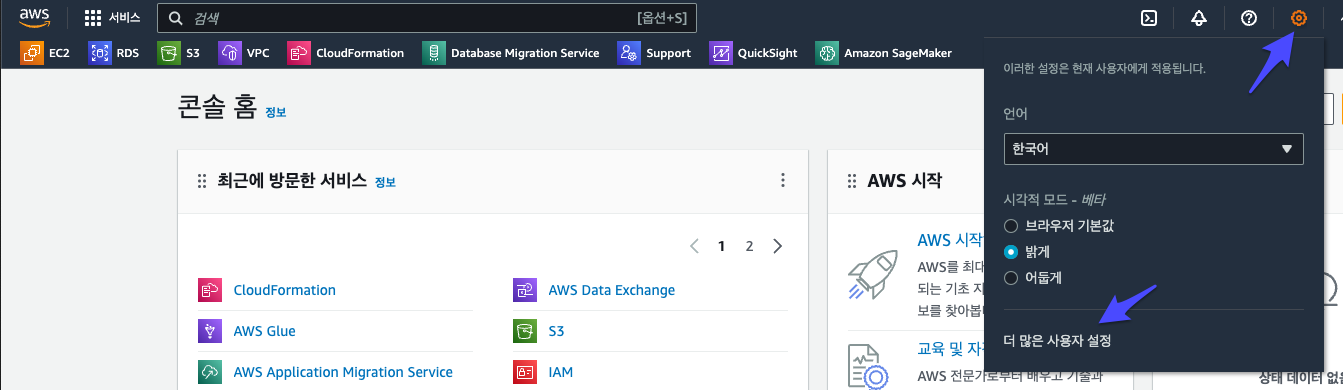 aws
서비스
검색
[옵션+S]
EC2
RDS
S3
VPC
CloudFormation
Database Migration Service
Support
QuickSight
Amazon SageMaker
콘솔 홈 정보
최근에 방문한 서비스 정보
1 2
CloudFormation
AWS Data Exchange
AWS Glue
S3
AWS Application Migration Service
IAM
AWS 시작
AWS 시작
AWS를 최대
되는 기초 지
보를 찾아봅
교육 및 자
AWS 전문가로부터 배우고 기술과
이러한 설정은 현재 사용자에게 적용됩니다.
언어
한국어
시각적 모드 - 베타
브라우저 기본값
밝게
어둡게
더 많은 사용자 설정
상태 데이터 없음